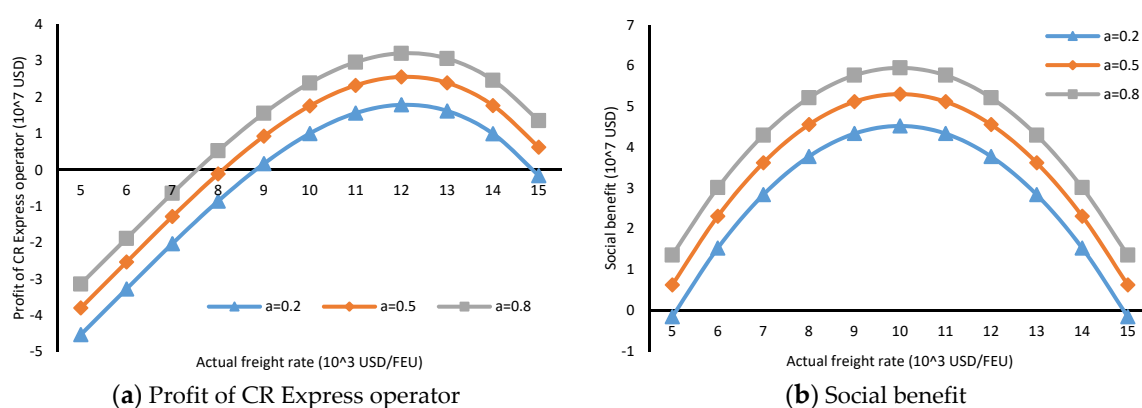 4
3
2
1
0
-1
-2
-3
-4
-5
Profit of CR Express operator (10^7 USD)
5 6 7 8 9 10 11 12 13 14 15
a=0.2 a=0.5 a=0.8
Actual freight rate (10^3 USD/FEU)
(a) Profit of CR Express operator
7
6
5
4
3
2
1
0
-1
Social benefit (10^7 USD)
a=0.2
a=0.5
a=0.8
5 6 7 8 9 10 11 12 13 14 15
Actual freight rate (10^3 USD/FEU)
(b) Social benefit